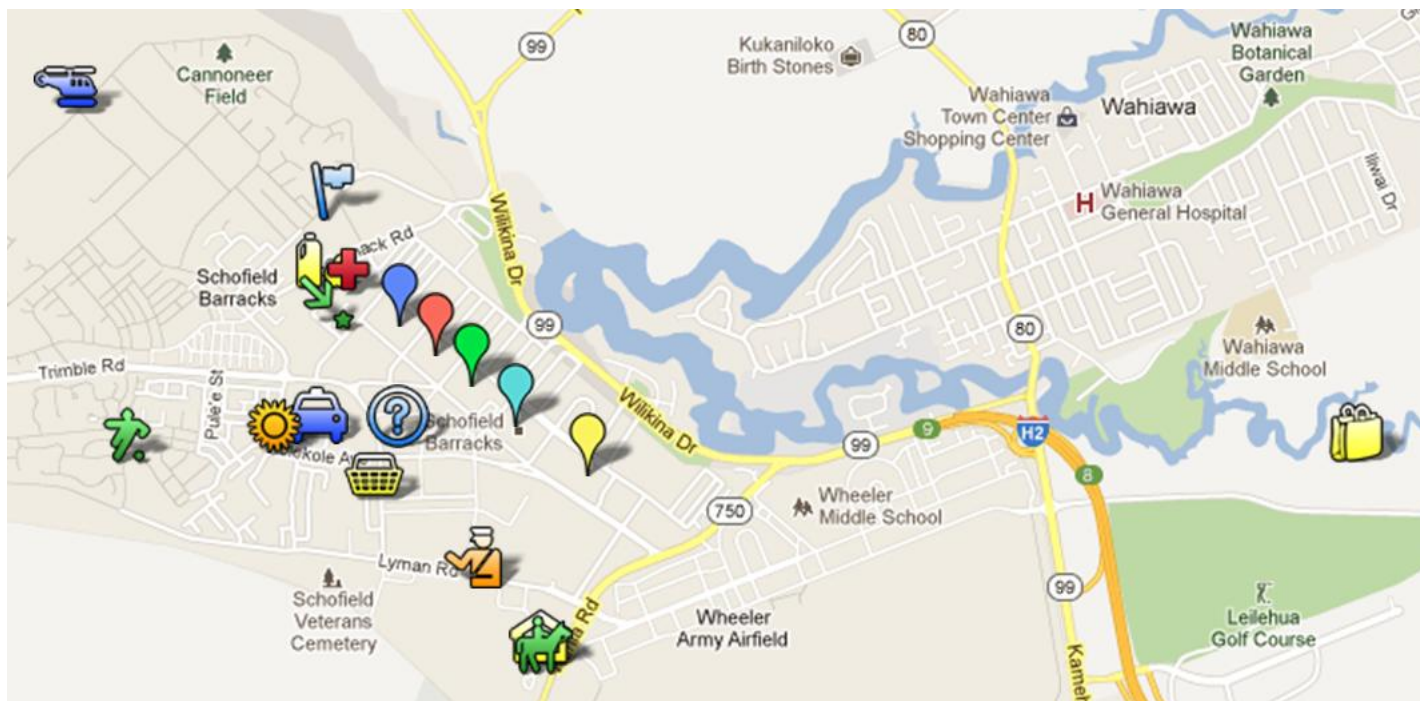 99
80
Kukaniloko
Birth Stones
Wahiawa
Botanical
Garden
Cannoneer
Field
Wahiawa
Town Center
Shopping Center
Wahiawa
Iliwai Dr
H
Wahiawa
General Hospital
Wilikina Dr
Schofield
Barracks
99
80
Wahiawa
Middle School
Trimble Rd
Schofield
Barracks
?
Wilikina Dr
H2
9
99
8
750
Wheeler
Middle School
Lyman Rd
Schofield
Veterans
Cemetery
99
Wheeler
Army Airfield
Leilehua
Golf Course